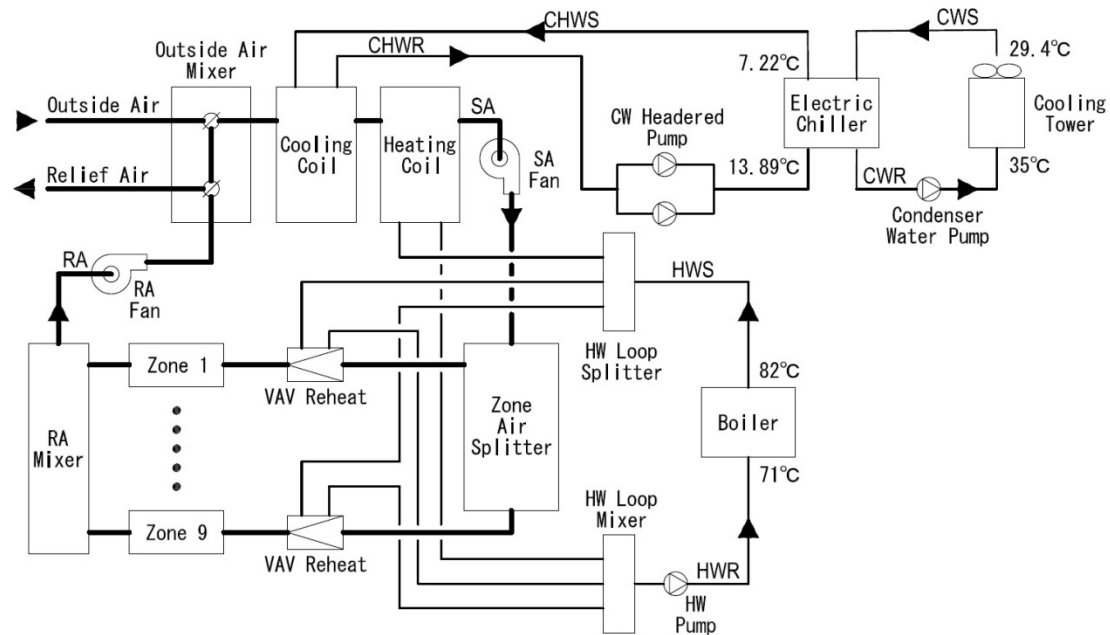 CHWS
CWS
Outside Air
Mixer
CHWR
7.22℃
29.4℃
Outside Air
SA
CW Headered
Pump
Electric
Chiller
Cooling
Tower
Cooling
Coil
Heating
Coil
SA
Fan
13.89℃
35℃
Relief Air
CWR
Condenser
Water Pump
RA
RA
Fan
HWS
Zone 1
HW Loop
Splitter
VAV Reheat
82℃
Zone
Air
Splitter
Boiler
RA
Mixer
71℃
HW Loop
Mixer
Zone 9
VAV Reheat
HWR
HW
Pump